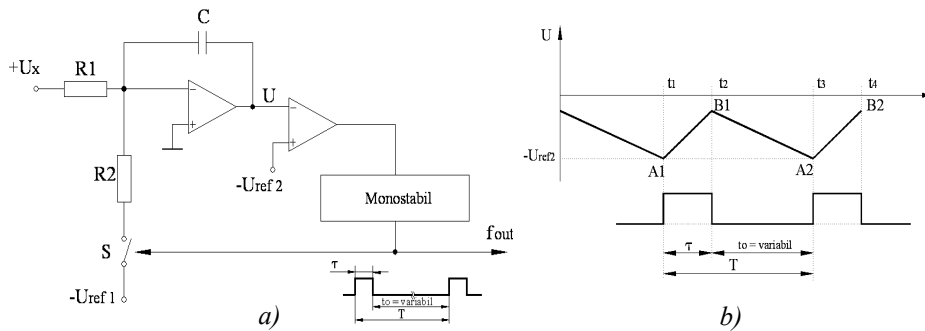 C
+Ux
R1
U
R2
-Uref 2
Monostabil
S
fout
-Uref 1
τ
to = variabil
T
a)
U
t1
t2
t3
t4
B1
B2
-Uref2
A1
A2
τ
to = variabil
T
b)